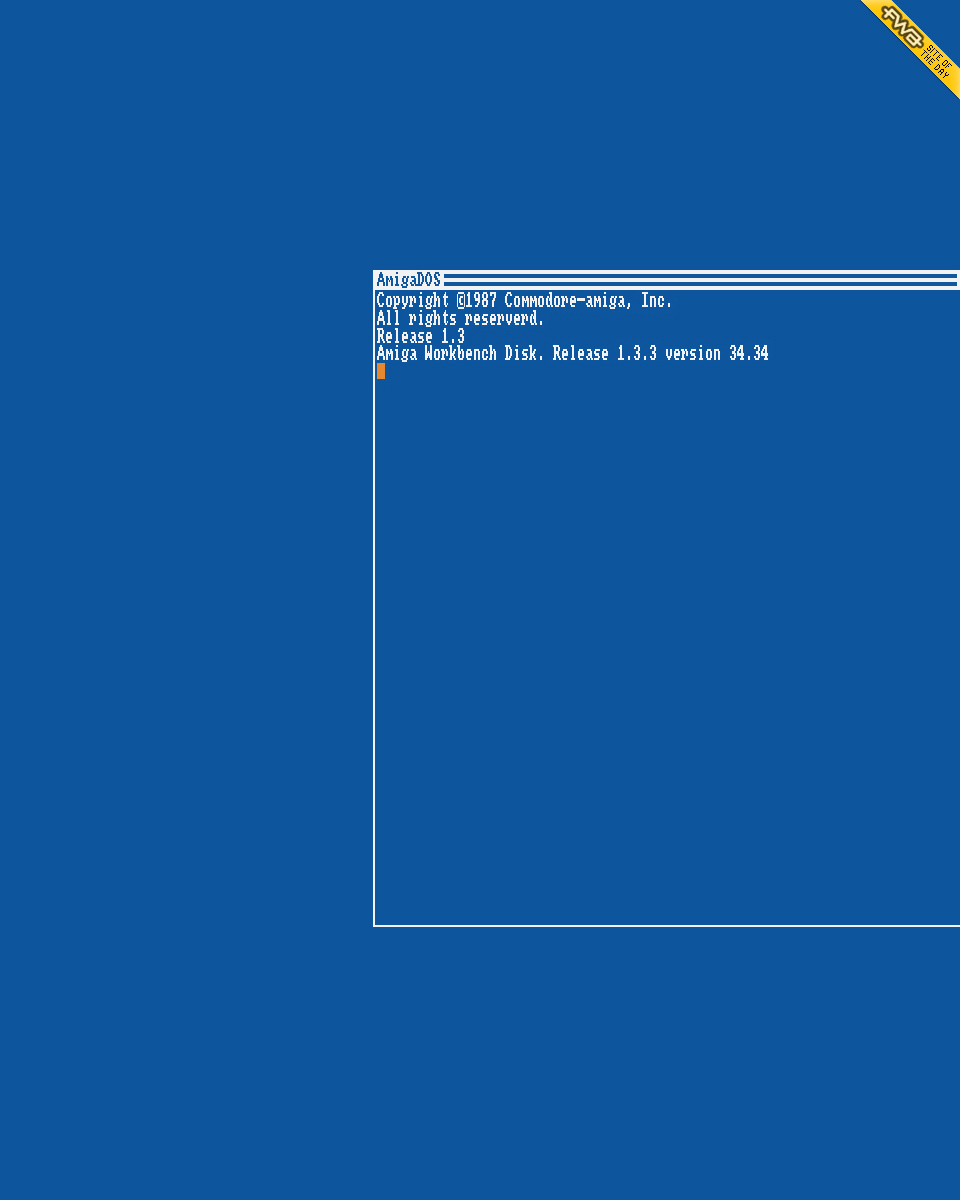 FWA SITE OF
THE DAY
AmigaDOS
Copyright ©1987 Commodore-amiga, Inc.
All rights reserverd.
Release 1.3
Amiga Workbench Disk. Release 1.3.3 version 34.34